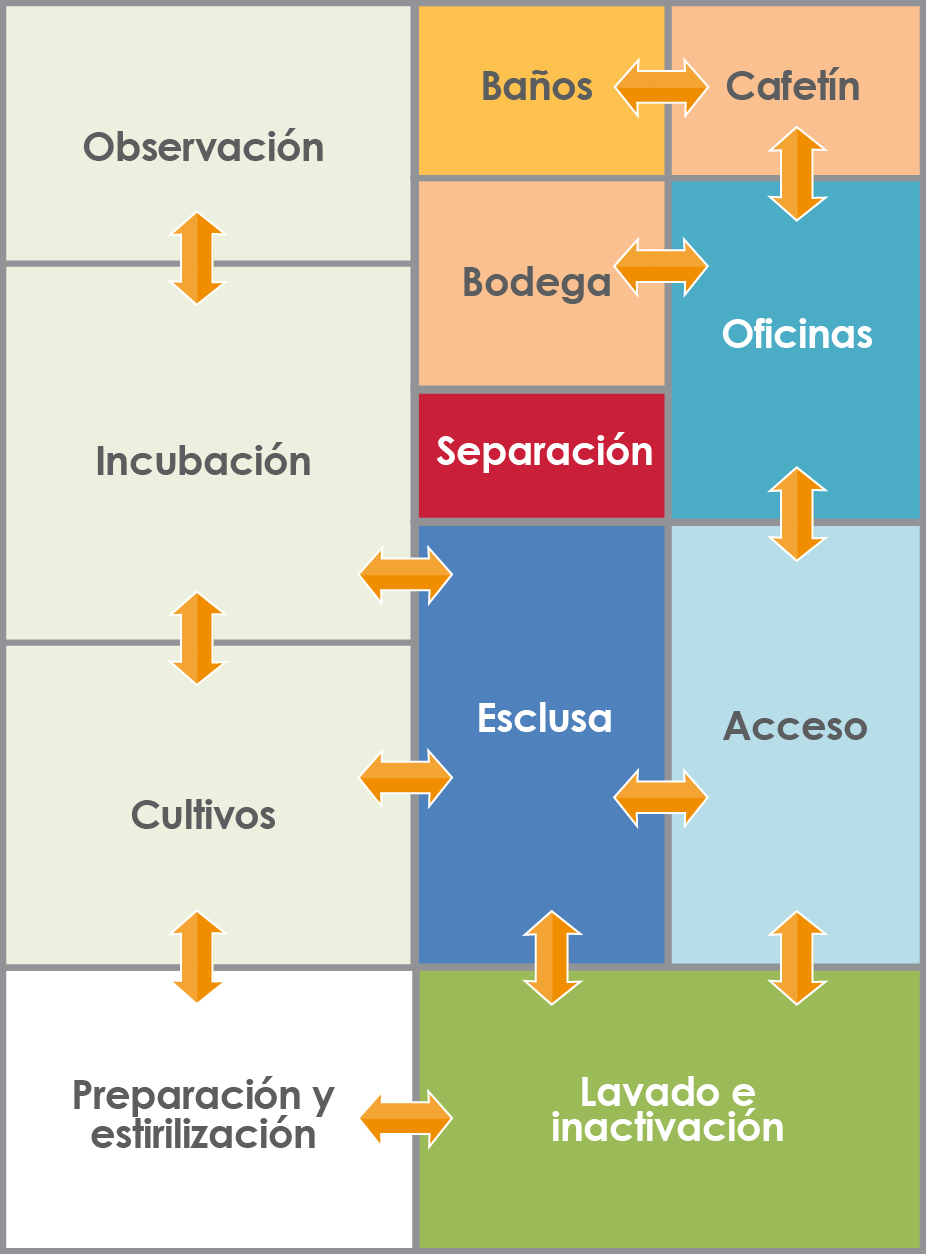 Baños
Cafetín
Observación
Bodega
Oficinas
Incubación
Separación
Esclusa
Acceso
Cultivos
Preparación y
estirilización
Lavado e
inactivación